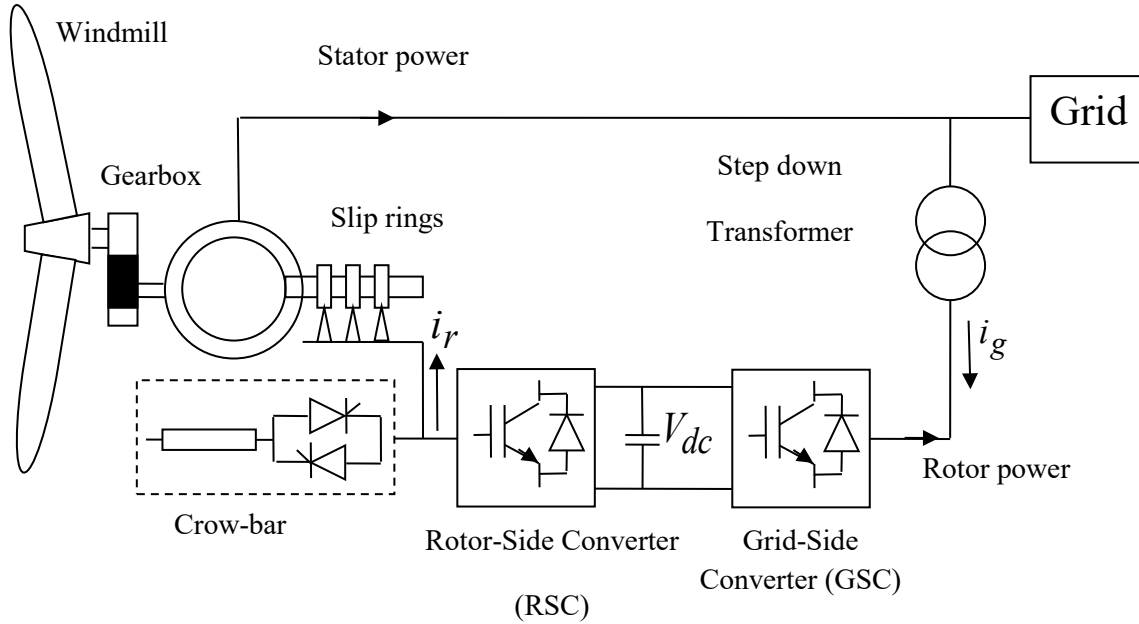 Windmill
Stator power
Grid
Gearbox
Step down
Slip rings
Transformer
i_r
i_g
V_dc
Rotor power
Crow-bar
Rotor-Side Converter
(RSC)
Grid-Side
Converter (GSC)